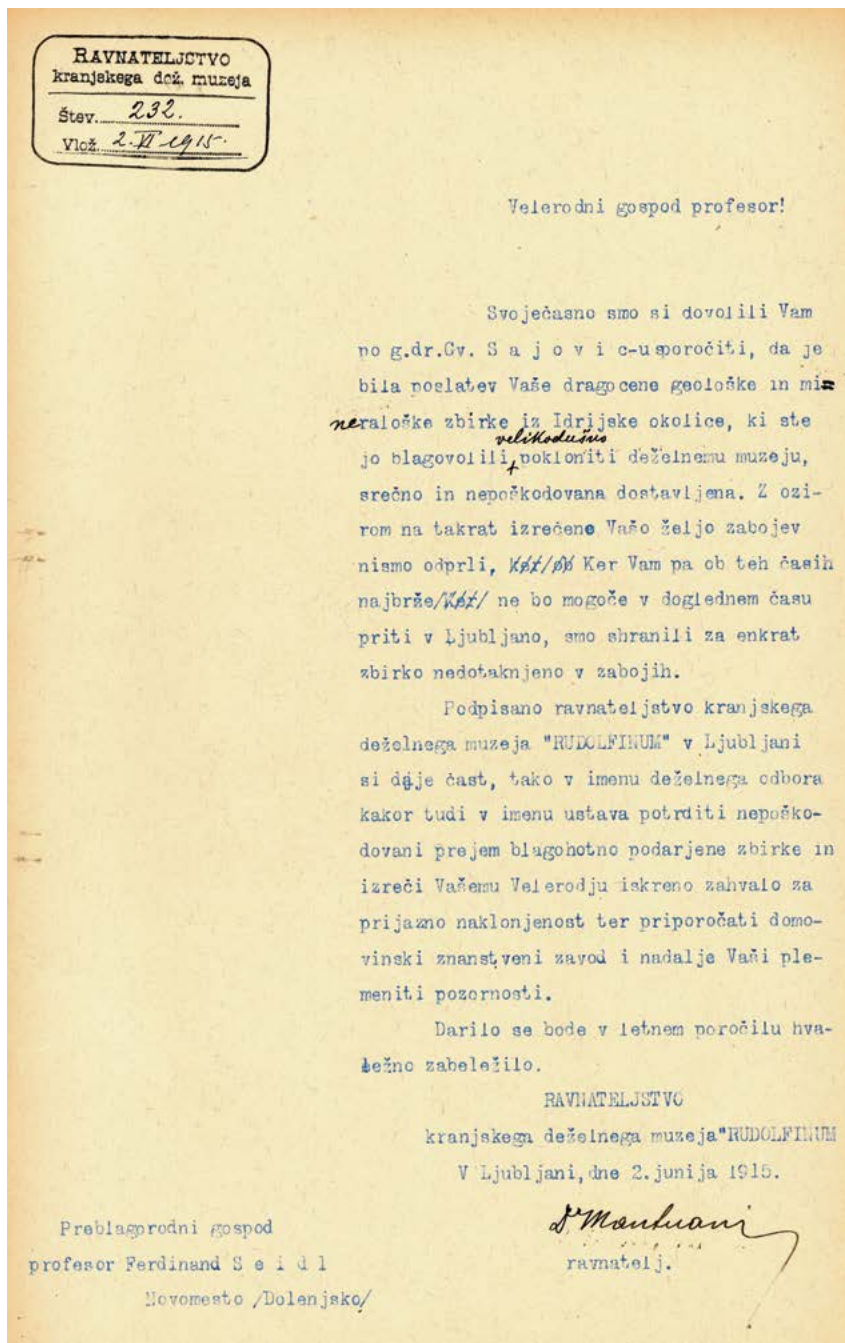 RAVNATELJSTVO
kranjskega dež. muzeja
Štev. 232.
Vlož. 2. VI 1915.
Velerodni gospod profesor!
Svoječasno smo si dovolili Vam
po g.dr.Gv. S a j o v i c-u sporočiti, da je
bila poslatev Vaše dragocene geološke in mi-
neraloške zbirke iz Idrijske okolice, ki ste
velikodušno
jo blagovolili pokloniti deželnemu muzeju,
srečno in nepoškodovana dostavljena. Z ozi-
rom na takrat izrečene Vašo željo zabojev
nismo odprli, Ker Vam pa ob teh časih
najbrže ne bo mogoče v doglednem času
priti v Ljubljano, smo shranili za enkrat
zbirko nedotaknjeno v zabojih.
Podpisano ravnateljstvo kranjskega
deželnega muzeja "RUDOLFINUM" v Ljubljani
si daje čast, tako v imenu deželnega odbora
kakor tudi v imenu ustava potrditi nepoško-
dovani prejem blagohotno podarjene zbirke in
izreči Vašemu Velerodju iskreno zahvalo za
prijazno naklonjenost ter priporočati domo-
vinski znanstveni zavod i nadalje Vaši ple-
meniti pozornosti.
Darilo se bode v letnem poročilu hva-
ležno zabeležilo.
RAVNATELJSTVO
kranjskega deželnega muzeja"RUDOLFINUM
V Ljubljani,dne 2.junija 1915.
Dr Mantuani
ravnatelj.
Preblagorodni gospod
profesor Ferdinand S e i d l
Novomesto /Dolenjsko/